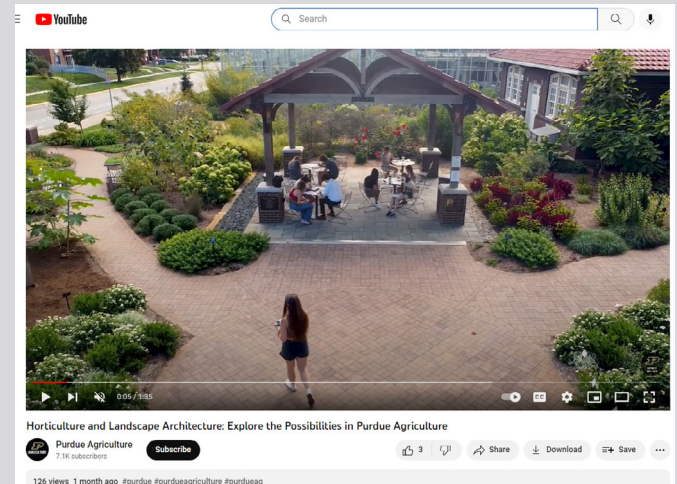 YouTube
Search
0:05 / 1:35
CC
Horticulture and Landscape Architecture: Explore the Possibilities in Purdue Agriculture
Purdue Agriculture
7.1K subscribers
Subscribe
3
Share
Download
Save
126 views 1 month ago #purdue #purdueagriculture #purdueag